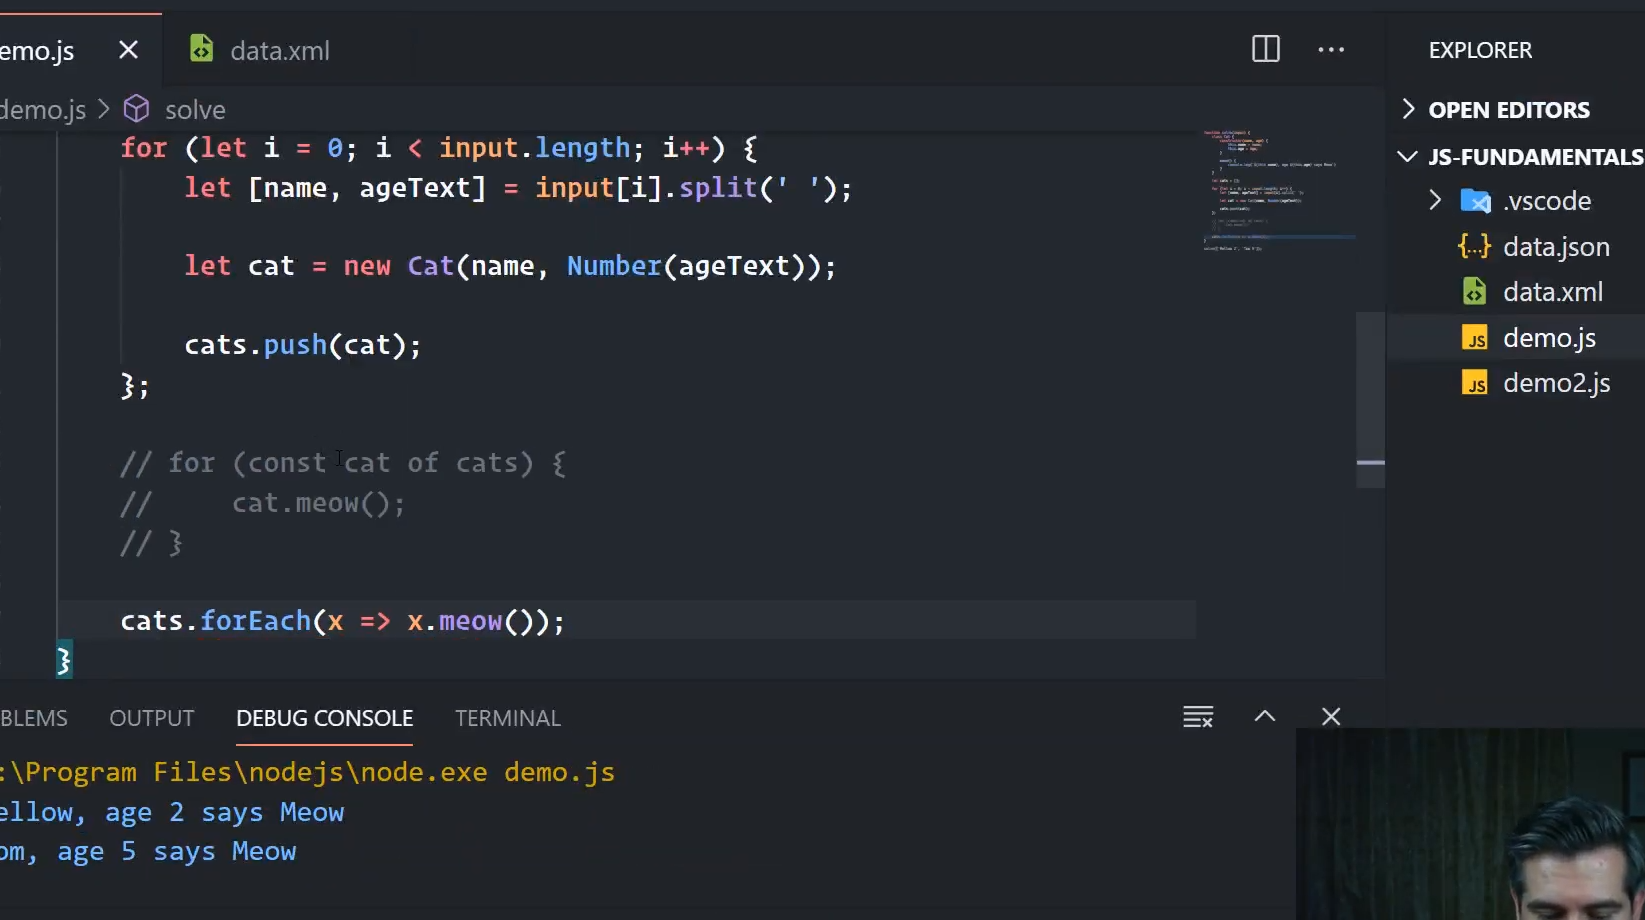 emo.js
data.xml
EXPLORER
demo.js > solve
OPEN EDITORS
JS-FUNDAMENTALS
.vscode
data.json
data.xml
demo.js
demo2.js
for (let i = 0; i < input.length; i++) {
let [name, ageText] = input[i].split(' ');
let cat = new Cat(name, Number(ageText));
cats.push(cat);
};
// for (const cat of cats) {
// cat.meow();
// }
cats.forEach(x => x.meow());
}
BLEMS
OUTPUT
DEBUG CONSOLE
TERMINAL
:\Program Files\nodejs\node.exe demo.js
ellow, age 2 says Meow
om, age 5 says Meow